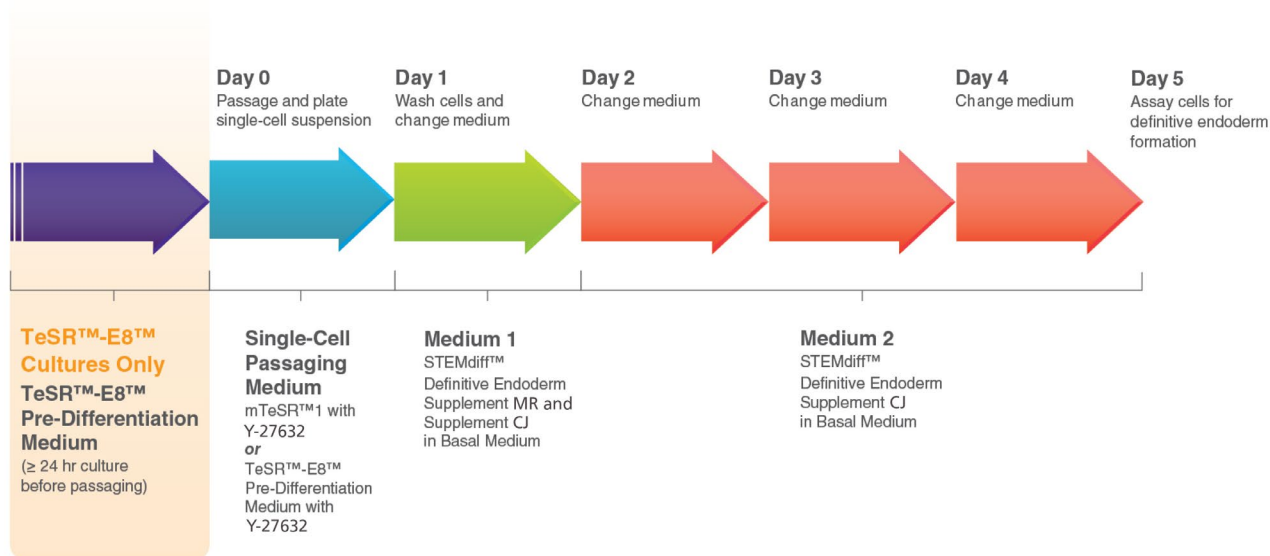 Day 0
Passage and plate
single-cell suspension
Day 1
Wash cells and
change medium
Day 2
Change medium
Day 3
Change medium
Day 4
Change medium
Day 5
Assay cells for
definitive endoderm
formation
TeSR™-E8™
Cultures Only
TeSR™-E8™
Pre-Differentiation
Medium
(≥ 24 hr culture
before passaging)
Single-Cell
Passaging
Medium
mTeSR™1 with
Y-27632
or
TeSR™-E8™
Pre-Differentiation
Medium with
Y-27632
Medium 1
STEMdiff™
Definitive Endoderm
Supplement MR and
Supplement CJ
in Basal Medium
Medium 2
STEMdiff™
Definitive Endoderm
Supplement CJ
in Basal Medium